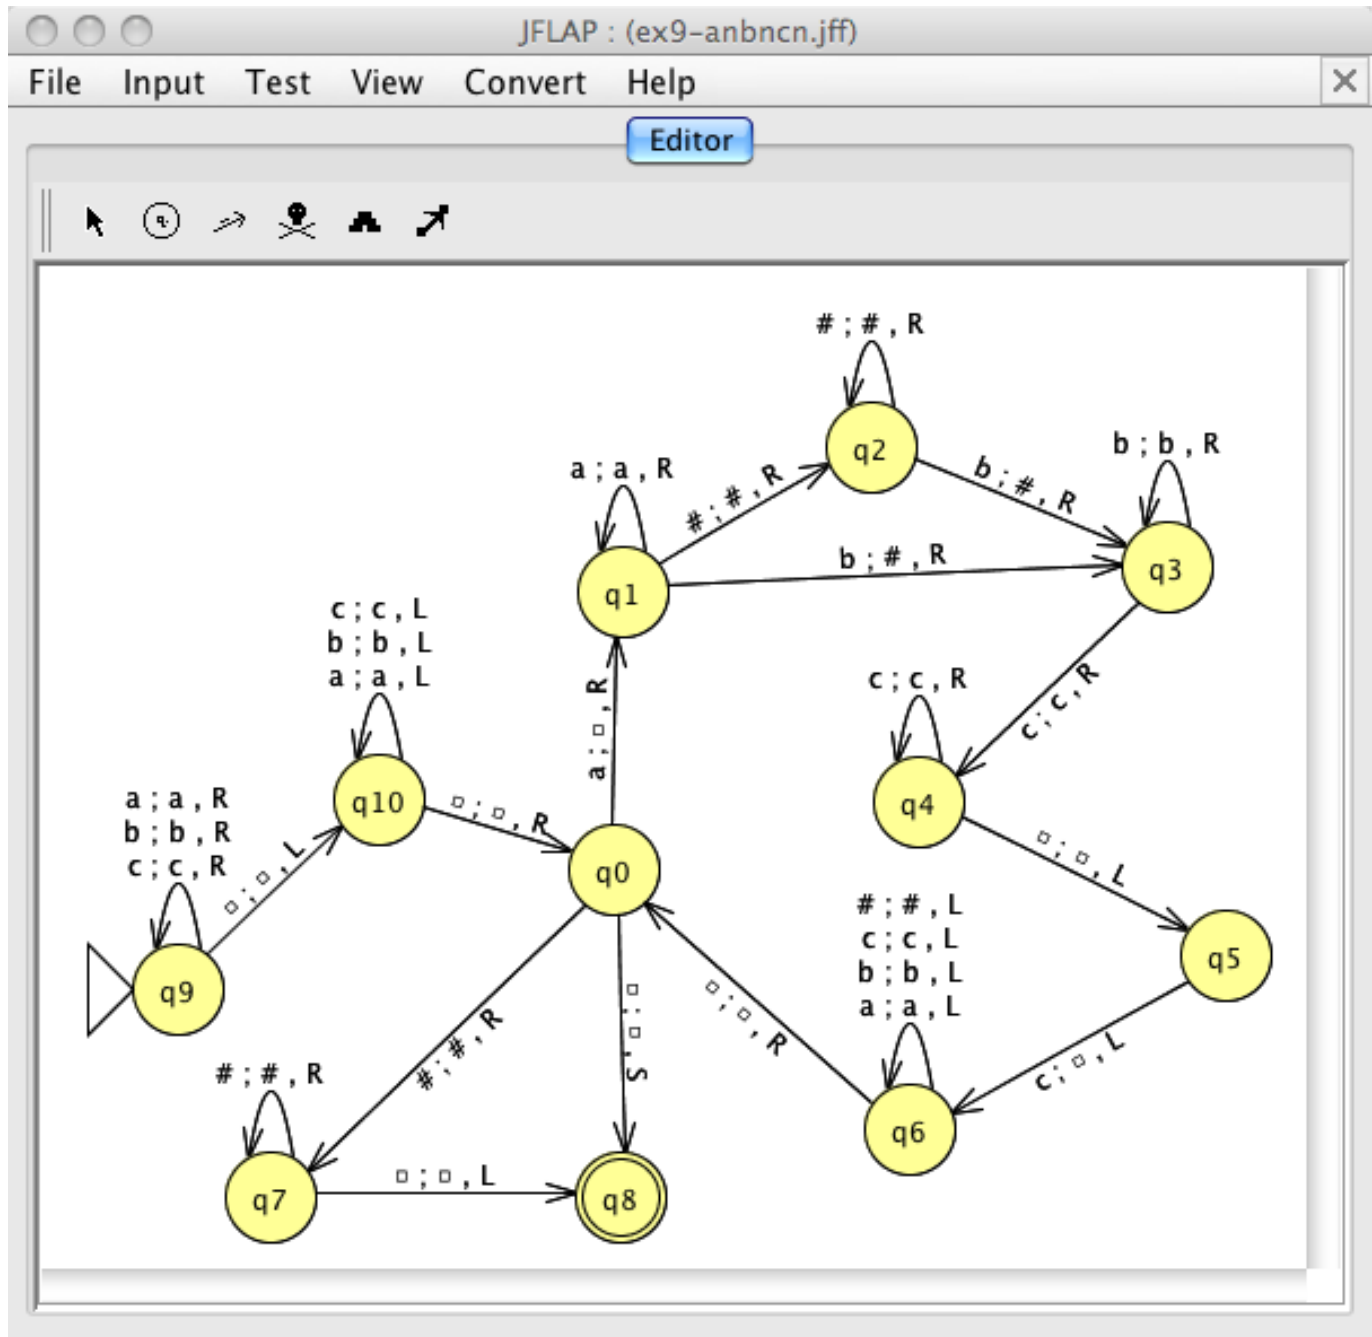 JFLAP : (ex9-anbncn.jff)
File Input Test View Convert Help
Editor
# ; # , R
q2
b ; b , R
a ; a , R
# ; # , R
b ; # , R
b ; # , R
q3
q1
c ; c , L
b ; b , L
a ; a , L
a ; □ , R
c ; c , R
c ; c , R
q10
□ ; □ , R
q4
a ; a , R
b ; b , R
c ; c , R
□ ; □ , L
q0
□ ; □ , L
# ; # , L
c ; c , L
b ; b , L
a ; a , L
q5
q9
□ ; □ , S
□ ; □ , R
# ; # , R
c ; □ , L
# ; # , R
q6
q7
□ ; □ , L
q8